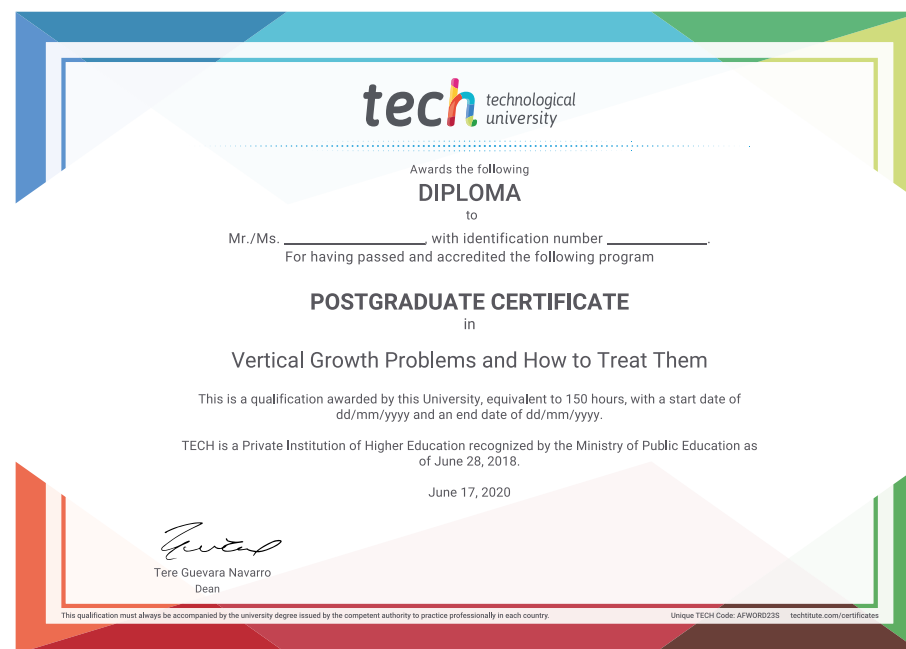 tech technological
university
Awards the following
DIPLOMA
to
Mr./Ms. ____________, with identification number ____________.
For having passed and accredited the following program
POSTGRADUATE CERTIFICATE
in
Vertical Growth Problems and How to Treat Them
This is a qualification awarded by this University, equivalent to 150 hours, with a start date of
dd/mm/yyyy and an end date of dd/mm/yyyy.
TECH is a Private Institution of Higher Education recognized by the Ministry of Public Education as
of June 28, 2018.
June 17, 2020
Tere Guevara Navarro
Dean
This qualification must always be accompanied by the university degree issued by the competent authority to practice professionally in each country.
Unique TECH Code: AFWORD23S techtitute.com/certificates